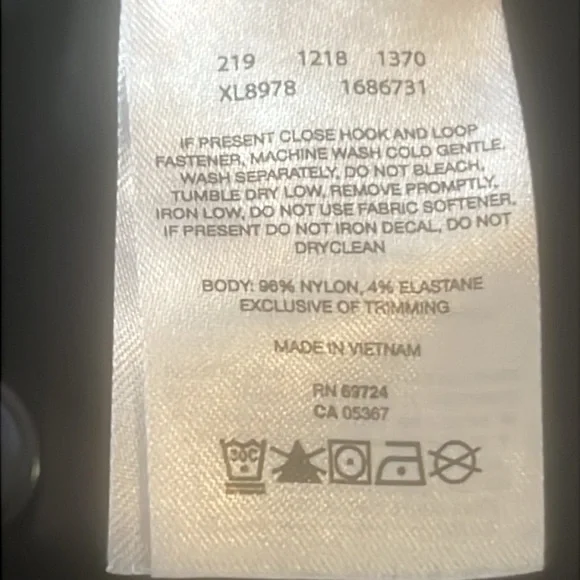 219 1218 1370
XL8978 1686731
IF PRESENT CLOSE HOOK AND LOOP
FASTENER, MACHINE WASH COLD GENTLE.
WASH SEPARATELY, DO NOT BLEACH,
TUMBLE DRY LOW, REMOVE PROMPTLY,
IRON LOW, DO NOT USE FABRIC SOFTENER.
IF PRESENT DO NOT IRON DECAL, DO NOT
DRYCLEAN
BODY: 96% NYLON, 4% ELASTANE
EXCLUSIVE OF TRIMMING
MADE IN VIETNAM
RN 69724
CA 05367
30C